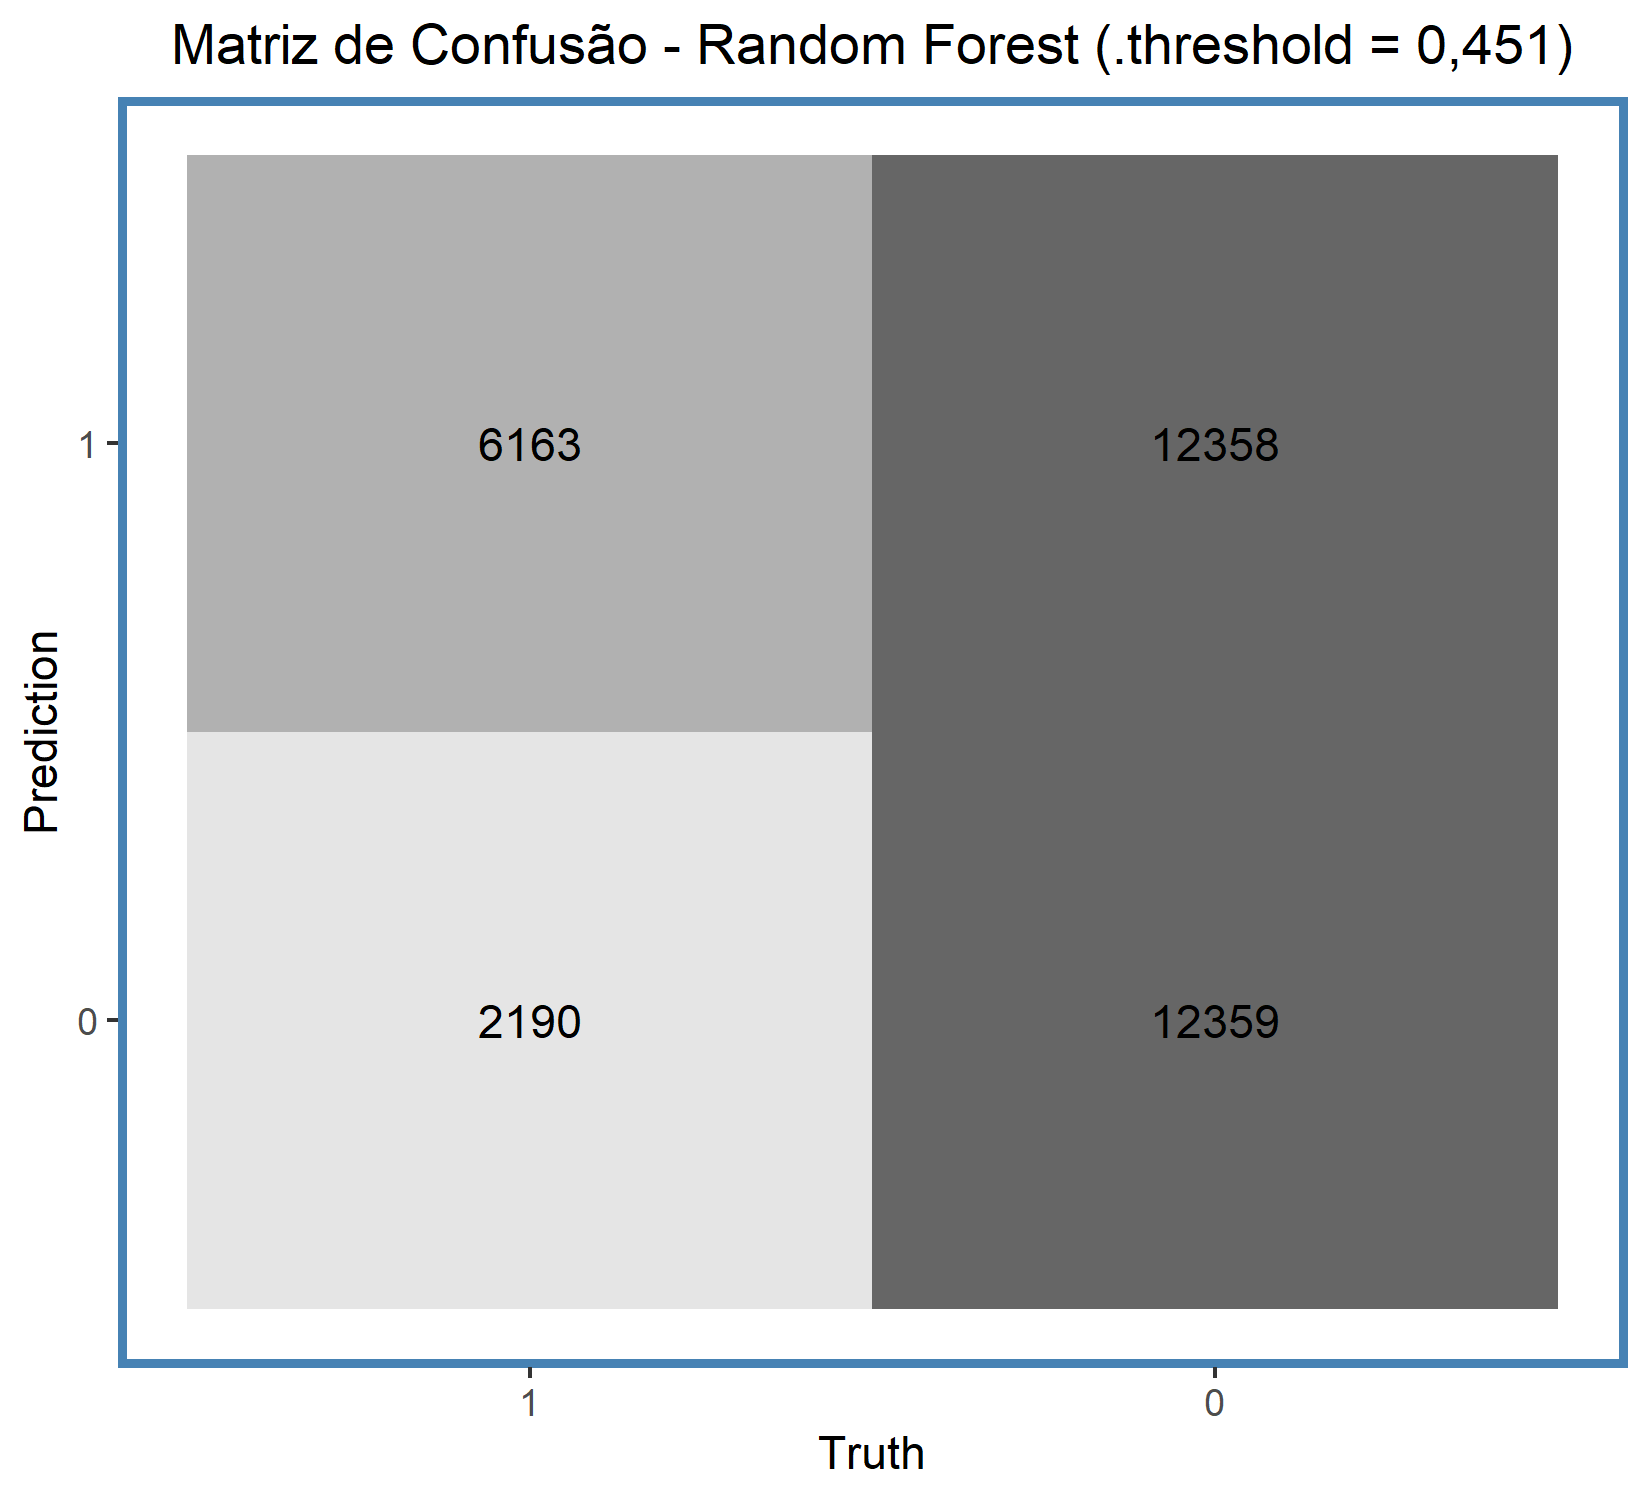 Matriz de Confusão - Random Forest (.threshold = 0,451)
6163
12358
1
Prediction
2190
12359
0
1
0
Truth